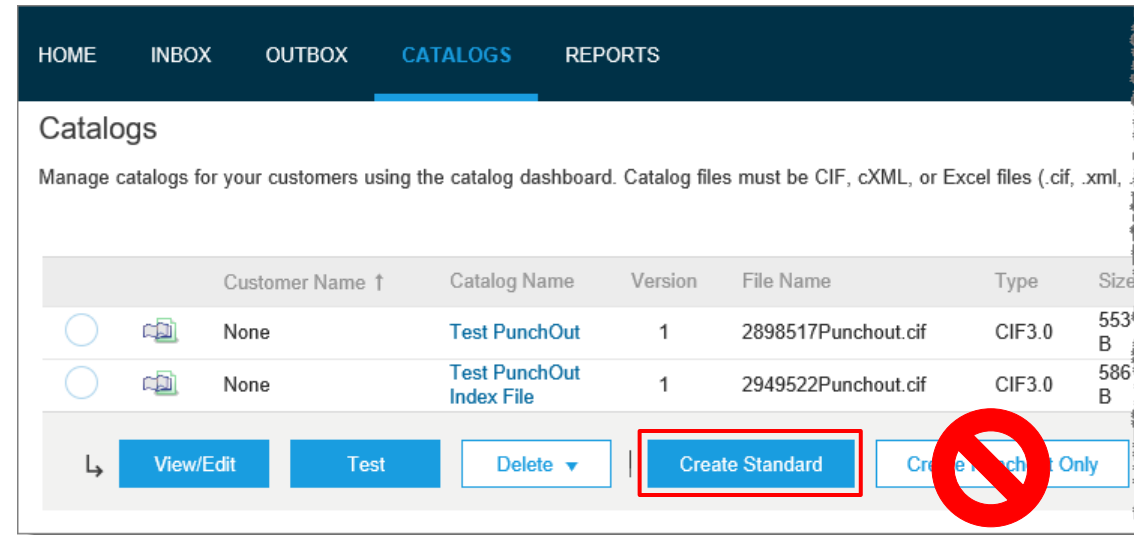 HOME INBOX OUTBOX CATALOGS REPORTS
Catalogs
Manage catalogs for your customers using the catalog dashboard. Catalog files must be CIF, cXML, or Excel files (.cif, .xml, .
Customer Name ↑ Catalog Name Version File Name Type Size
None Test PunchOut 1 2898517Punchout.cif CIF3.0 553
B
None Test PunchOut
Index File 1 2949522Punchout.cif CIF3.0 586
B
View/Edit Test Delete ▼ | Create Standard Only